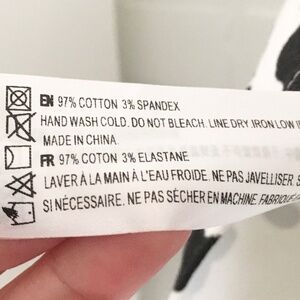 EN 97% COTTON 3% SPANDEX
HAND WASH COLD. DO NOT BLEACH. LINE DRY. IRON LOW
MADE IN CHINA.
FR 97% COTON 3% ELASTANE
LAVER À LA MAIN À L'EAU FROIDE. NE PAS JAVELLISER.
SI NÉCESSAIRE. NE PAS SÉCHER EN MACHINE. FABRIQUÉ